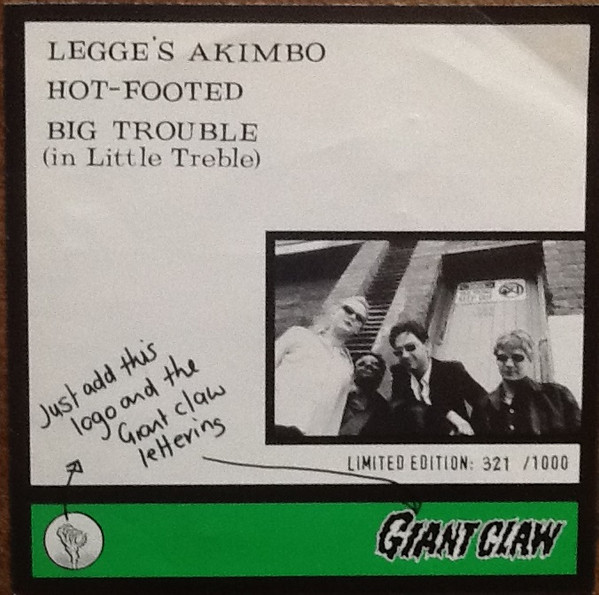 LEGGE'S AKIMBO
HOT-FOOTED
BIG TROUBLE
(in Little Treble)
Just add this
logo and the
Giant claw
lettering
LIMITED EDITION: 321 /1000
GIANT CLAW